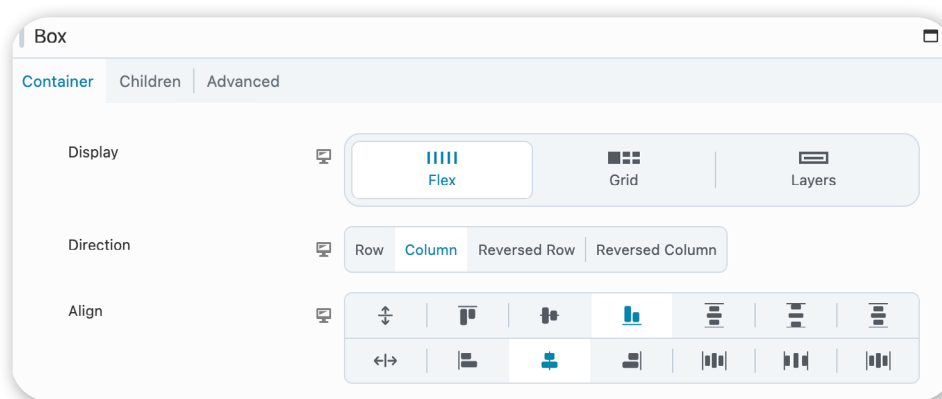 Box
Container Children Advanced
Display
Flex Grid Layers
Direction
Row Column Reversed Row Reversed Column
Align